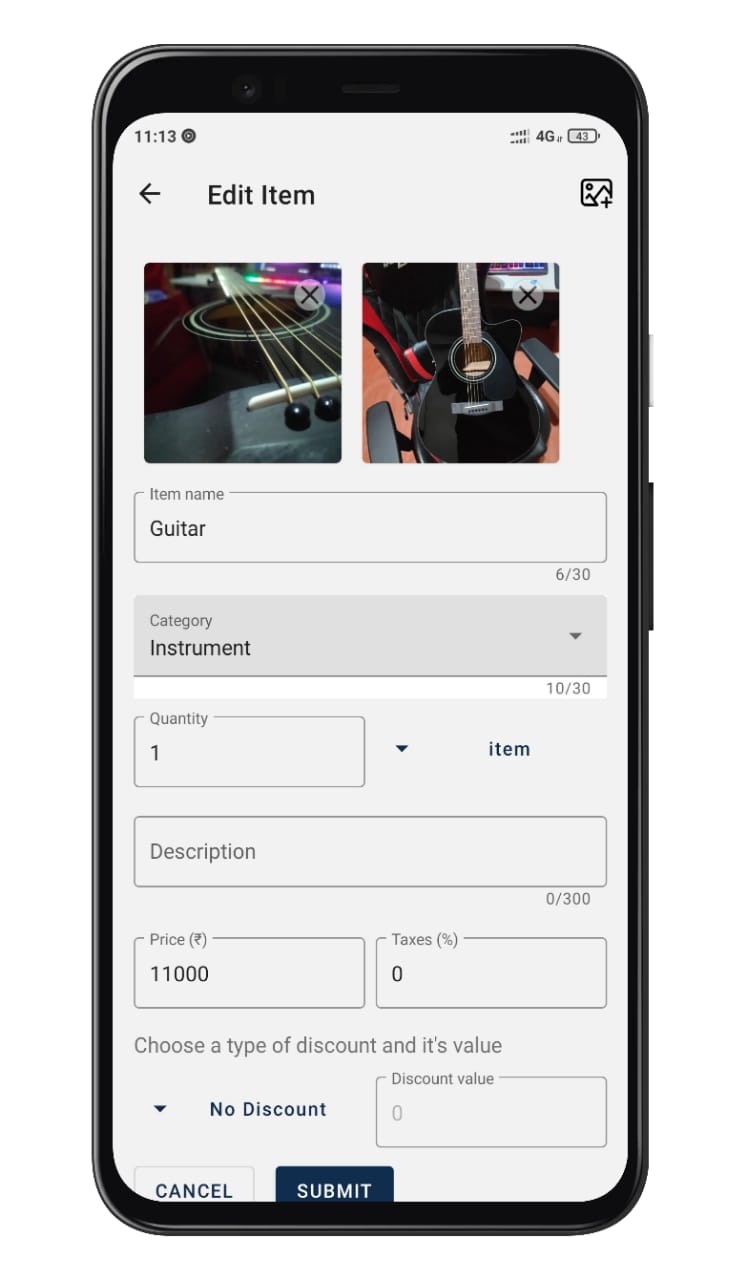 11:13 4G 43
Edit Item
Item name
Guitar
6/30
Category
Instrument
10/30
Quantity
1 item
Description
0/300
Price (₹) Taxes (%)
11000 0
Choose a type of discount and it's value
Discount value
No Discount 0
CANCEL SUBMIT